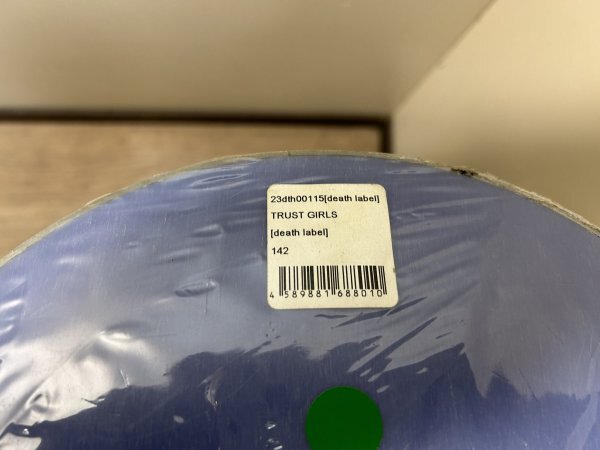 23dth00115[death label]
TRUST GIRLS
[death label]
142
4 589881 688010